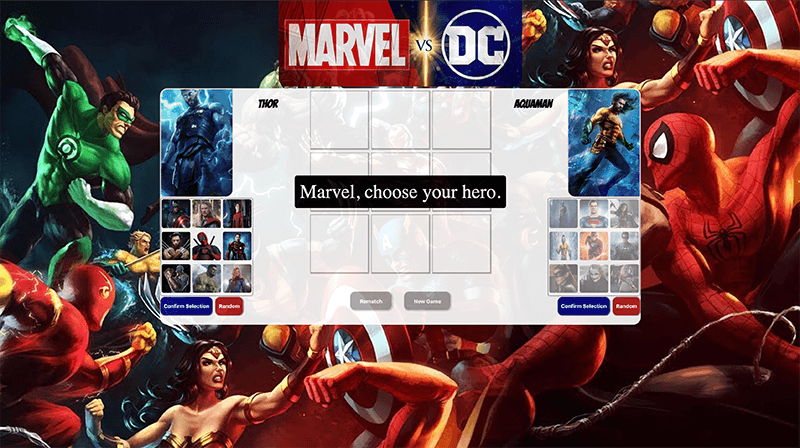 MARVEL VS DC
THOR
AQUAMAN
Marvel, choose your hero.
Confirm Selection
Random
Rematch
New Game
Confirm Selection
Random